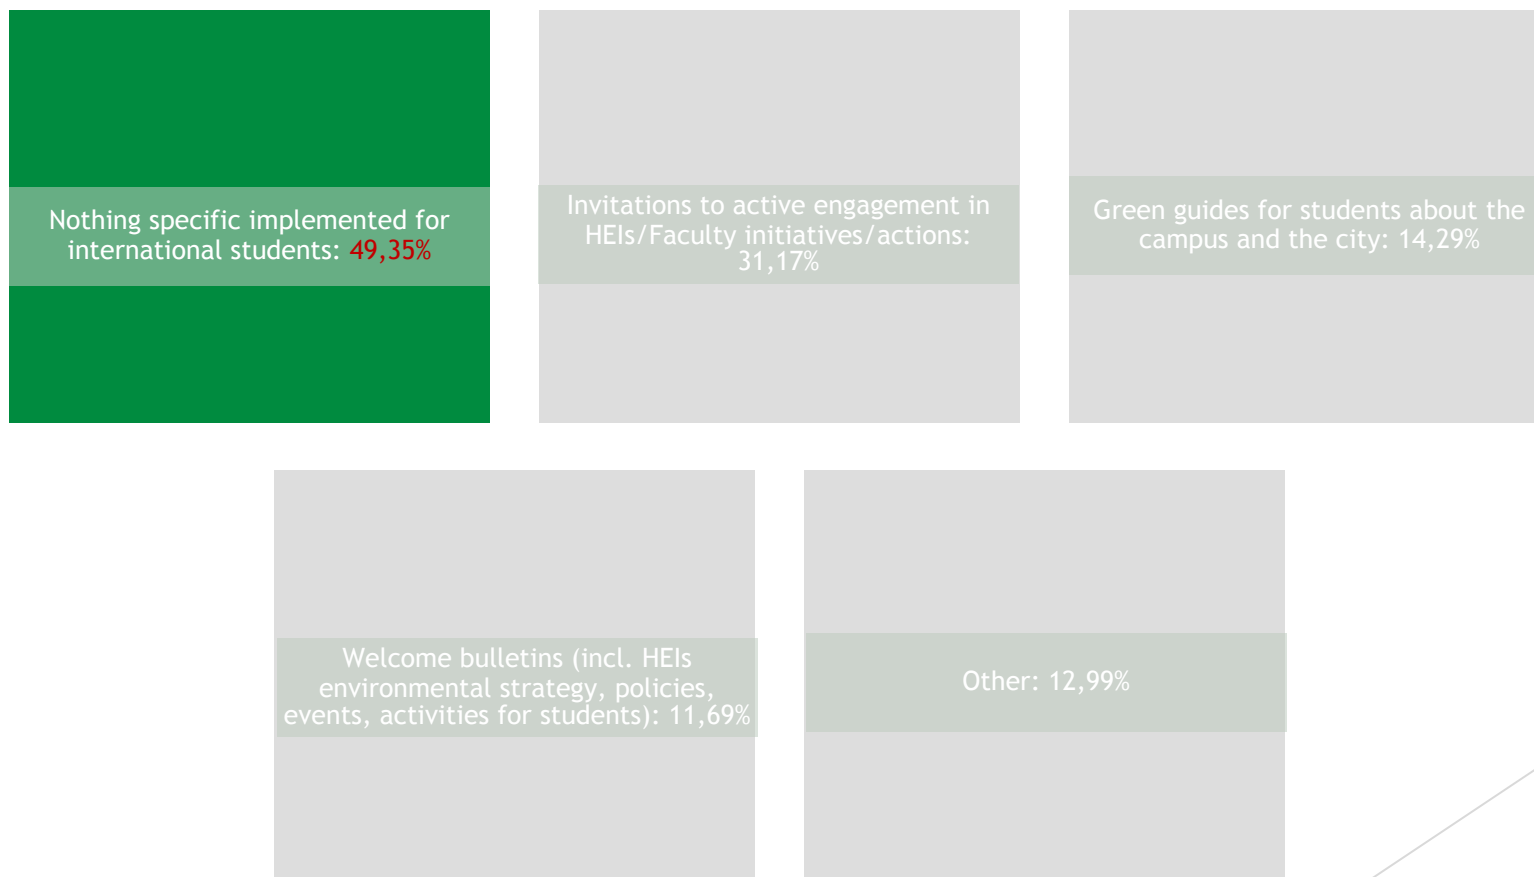 Nothing specific implemented for
international students: 49,35%
Invitations to active engagement in
HEIs/Faculty initiatives/actions:
31,17%
Green guides for students about the
campus and the city: 14,29%
Welcome bulletins (incl. HEIs
environmental strategy, policies,
events, activities for students): 11,69%
Other: 12,99%